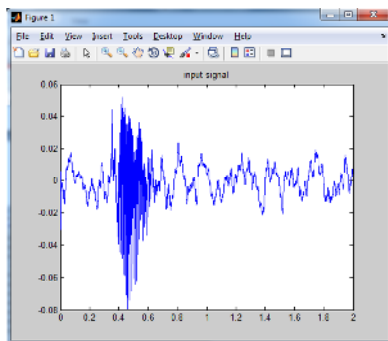 Figure 1
File Edit View Insert Tools Desktop Window Help
input signal
0.06
0.04
0.02
0
-0.02
-0.04
-0.06
-0.08
0 0.2 0.4 0.6 0.8 1 1.2 1.4 1.6 1.8 2